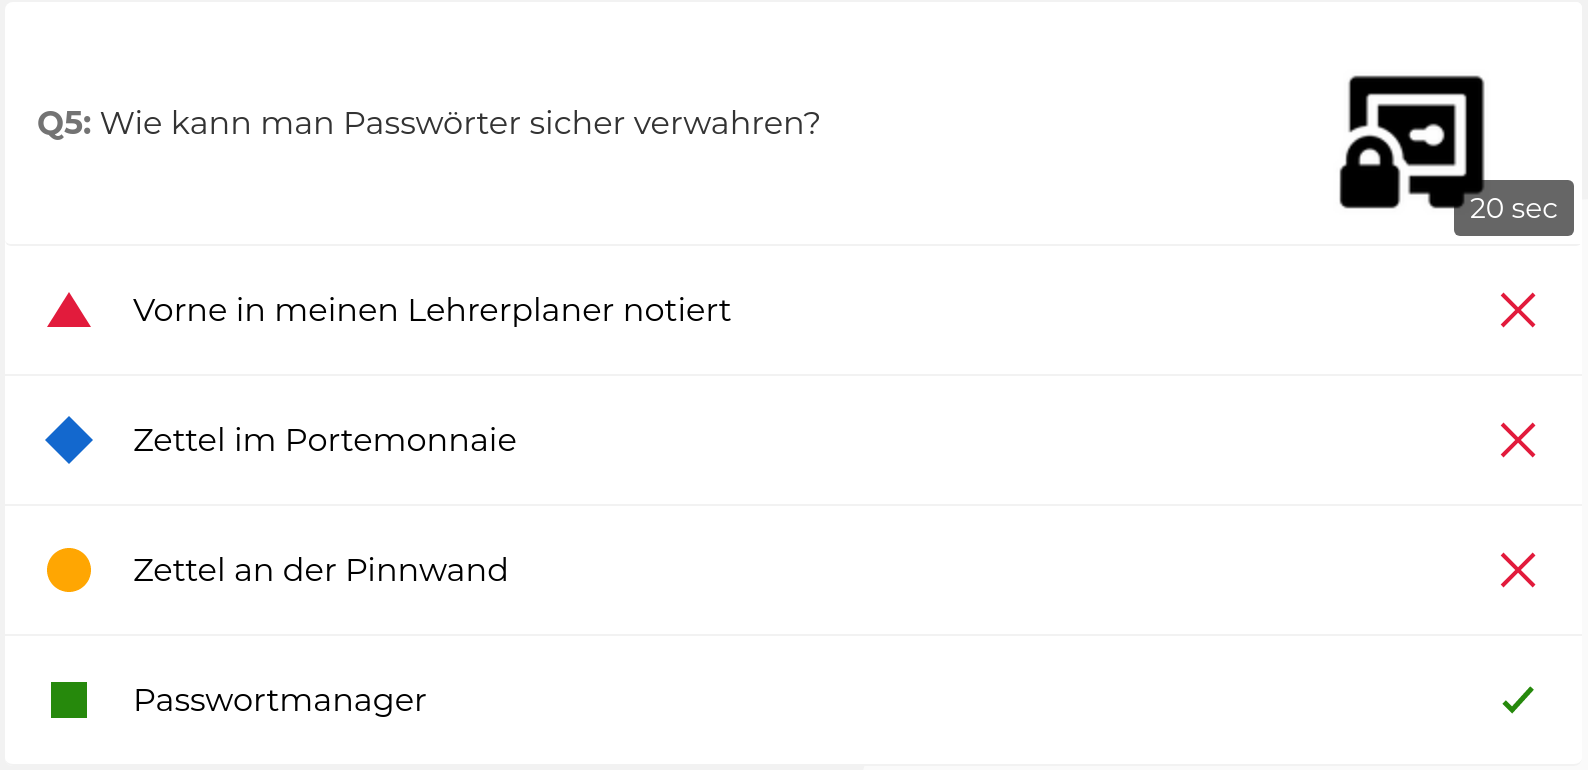 Q5: Wie kann man Passwörter sicher verwahren?
20 sec
Vorne in meinen Lehrerplaner notiert
Zettel im Portemonnaie
Zettel an der Pinnwand
Passwortmanager